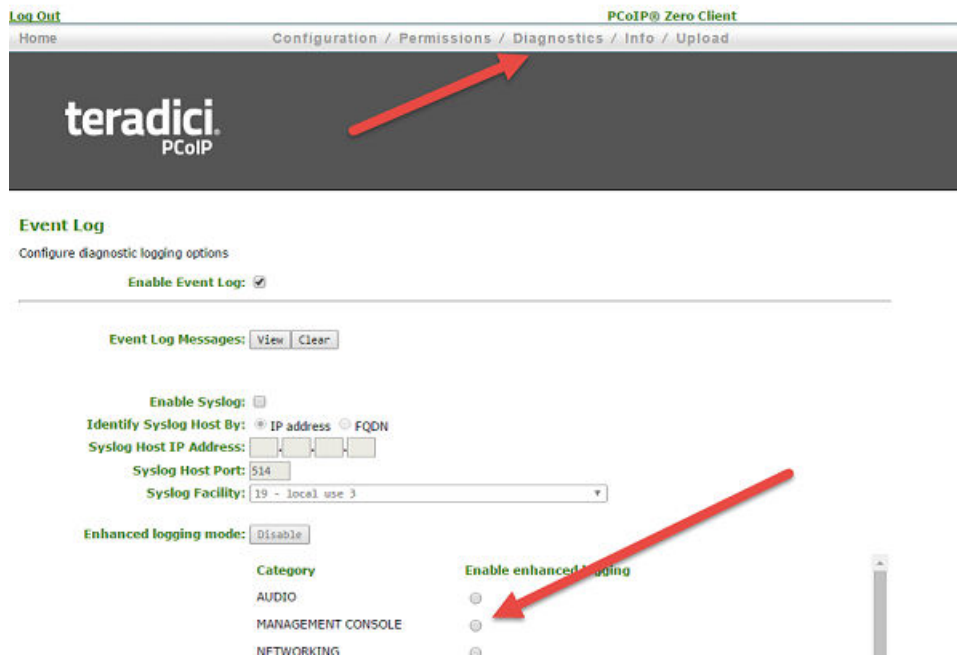 Log Out PCoIP® Zero Client
Home Configuration / Permissions / Diagnostics / Info / Upload
teradici.
PCoIP
Event Log
Configure diagnostic logging options
Enable Event Log:
Event Log Messages: View Clear
Enable Syslog:
Identify Syslog Host By: IP address FQDN
Syslog Host IP Address: . . .
Syslog Host Port: 514
Syslog Facility: 19 - local use 3
Enhanced logging mode: Disable
Category Enable enhanced logging
AUDIO
MANAGEMENT CONSOLE
NETWORKING